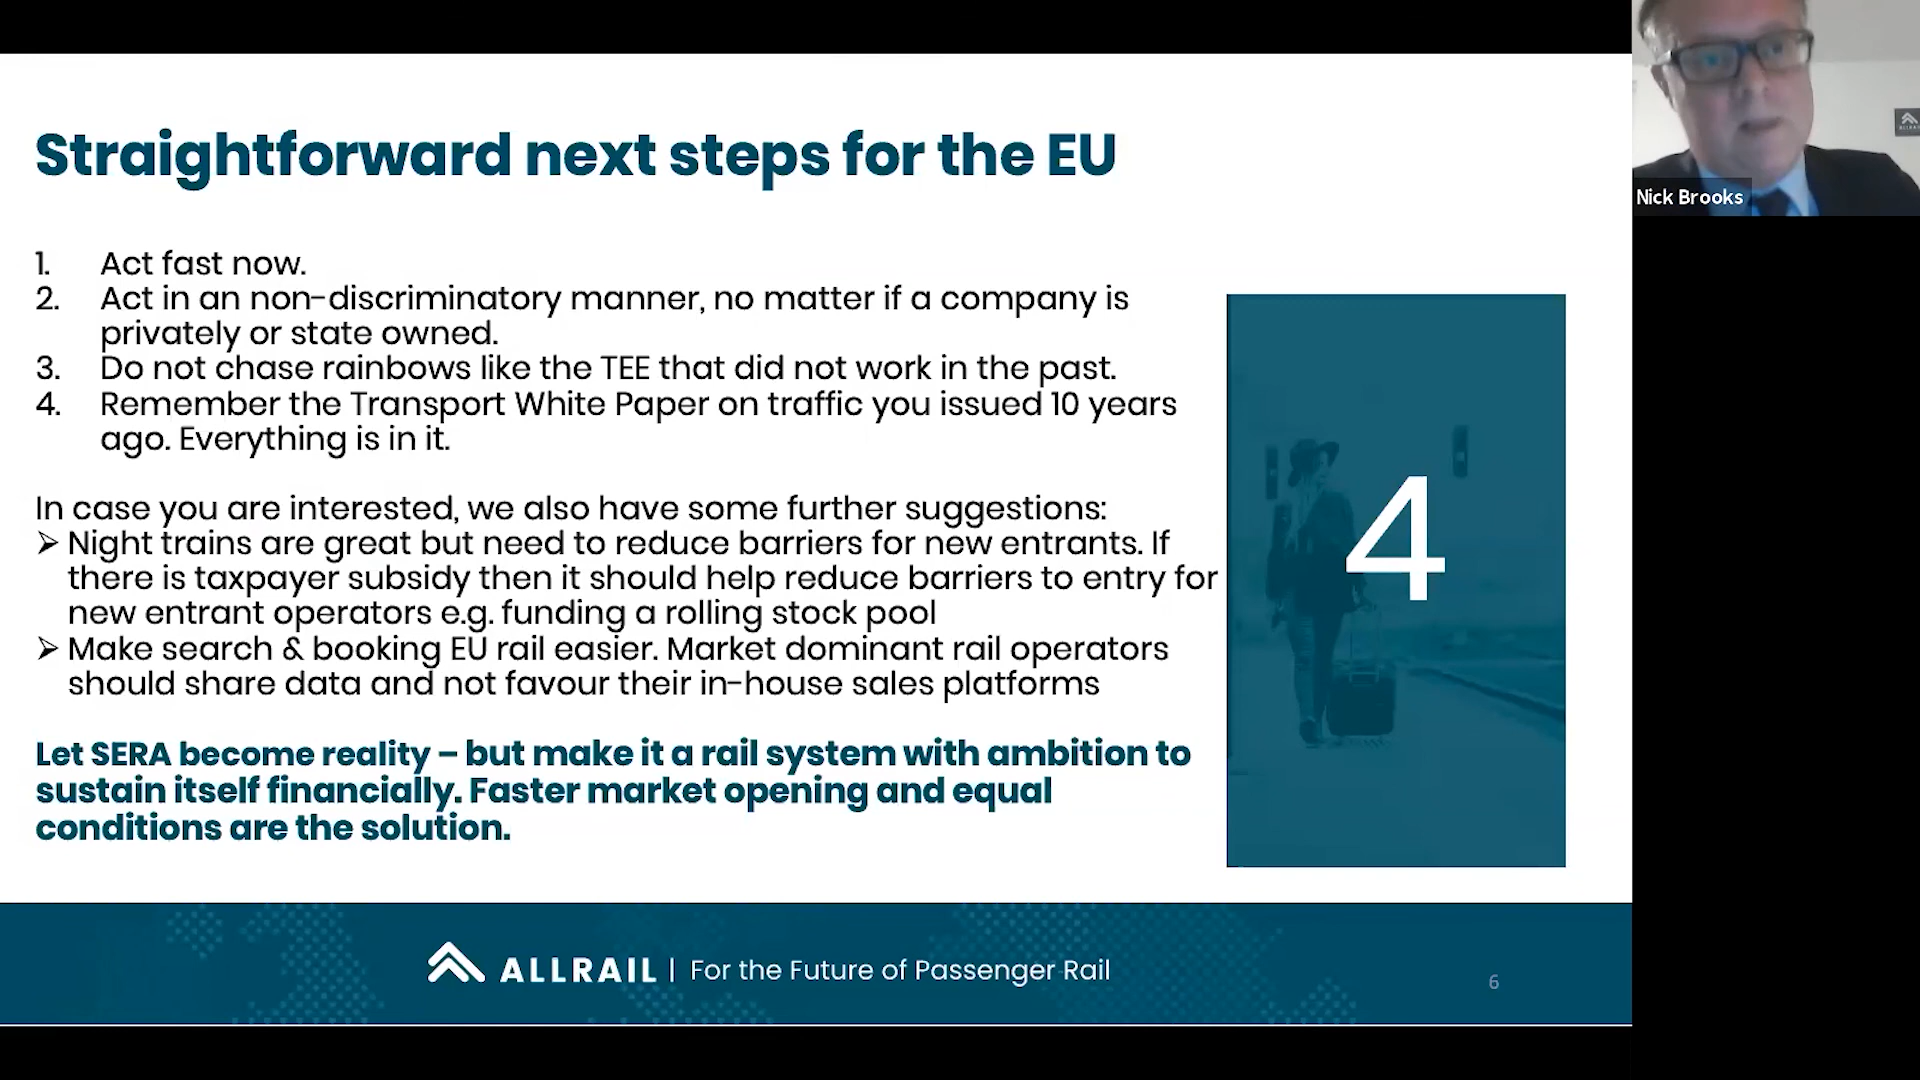 Straightforward next steps for the EU
1. Act fast now.
2. Act in an non-discriminatory manner, no matter if a company is
privately or state owned.
3. Do not chase rainbows like the TEE that did not work in the past.
4. Remember the Transport White Paper on traffic you issued 10 years
ago. Everything is in it.
In case you are interested, we also have some further suggestions:
➢ Night trains are great but need to reduce barriers for new entrants. If
there is taxpayer subsidy then it should help reduce barriers to entry for
new entrant operators e.g. funding a rolling stock pool
➢ Make search & booking EU rail easier. Market dominant rail operators
should share data and not favour their in-house sales platforms
Let SERA become reality – but make it a rail system with ambition to
sustain itself financially. Faster market opening and equal
conditions are the solution.
4
ALLRAIL | For the Future of Passenger Rail
6
Nick Brooks